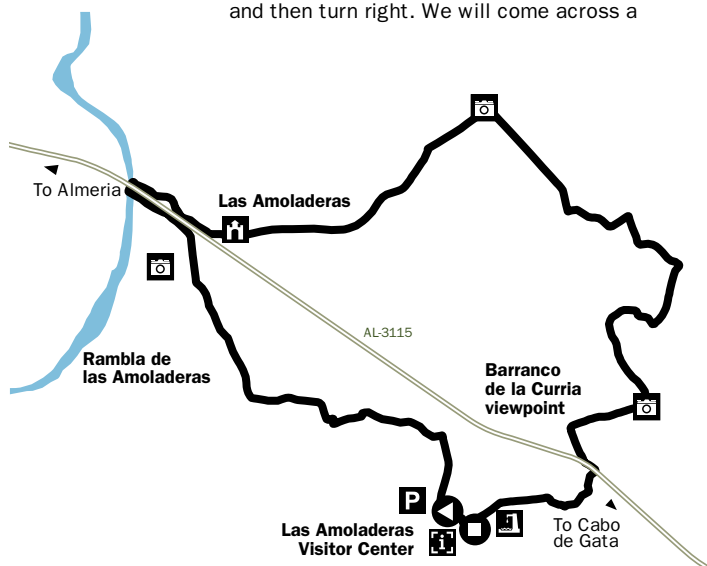 and then turn right. We will come across a
To Almeria
Las Amoladeras
AL-3115
Rambla de
las Amoladeras
Barranco
de la Curria
viewpoint
P
Las Amoladeras
Visitor Center
i
To Cabo
de Gata